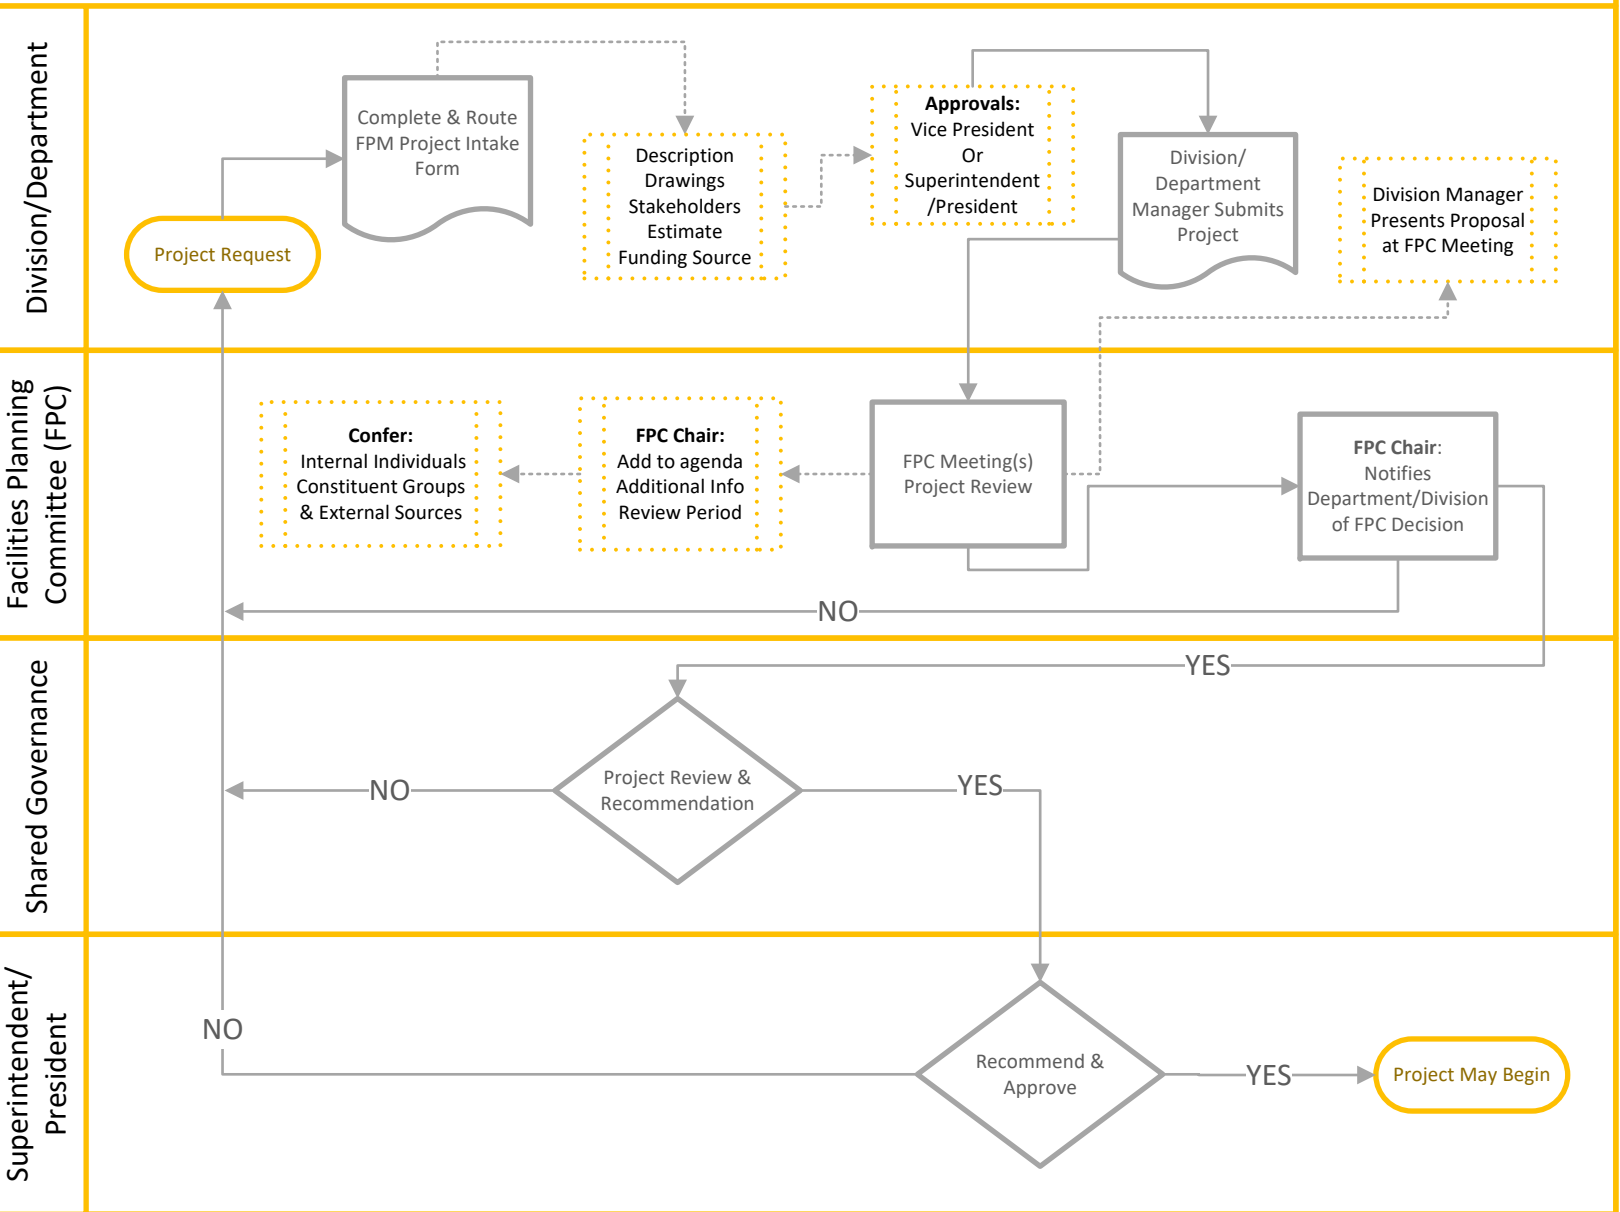 Division/Department
Project Request
Complete & Route
FPM Project Intake
Form
Description
Drawings
Stakeholders
Estimate
Funding Source
Approvals:
Vice President
Or
Superintendent
/President
Division/
Department
Manager Submits
Project
Division Manager
Presents Proposal
at FPC Meeting
Facilities Planning
Committee (FPC)
Confer:
Internal Individuals
Constituent Groups
& External Sources
FPC Chair:
Add to agenda
Additional Info
Review Period
FPC Meeting(s)
Project Review
FPC Chair:
Notifies
Department/Division
of FPC Decision
NO
YES
Shared Governance
NO
Project Review &
Recommendation
YES
Superintendent/
President
NO
Recommend &
Approve
YES
Project May Begin